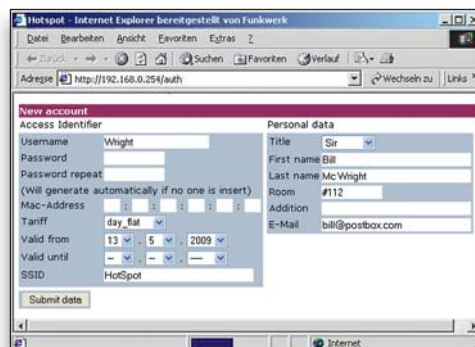 Hotspot - Internet Explorer bereitgestellt von Funkwerk
Datei Bearbeiten Ansicht Favoriten Extras ?
Zurück Suchen Favoriten Verlauf
Adresse http://192.168.0.254/auth Wechseln zu Links
New account
Access Identifier
Username Wright
Password
Password repeat
(Will generate automatically if no one is insert)
Mac-Address : : : : :
Tariff day_flat
Valid from 13 . 5 . 2009
Valid until -- . -- . ----
SSID HotSpot
Submit data
Personal data
Title Sir
First name Bill
Last name Mc Wright
Room #112
Addition
E-Mail bill@postbox.com
Internet